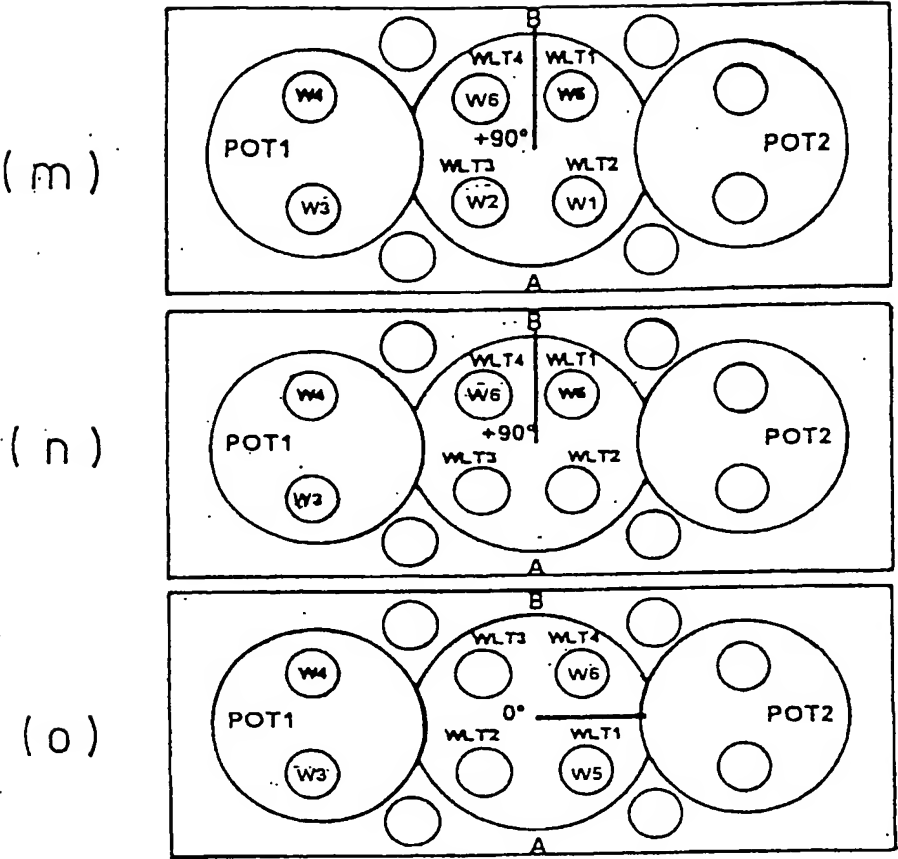 (m)
B
WLT4 WLT1
W4 W6 W5
+90°
POT1 POT2
WLT3 WLT2
W3 W2 W1
A
(n)
B
WLT4 WLT1
W4 W6 W5
+90°
POT1 POT2
WLT3 WLT2
W3
A
(o)
B
WLT3 WLT4
W4 W6
0°
POT1 POT2
WLT2 WLT1
W3 W5
A